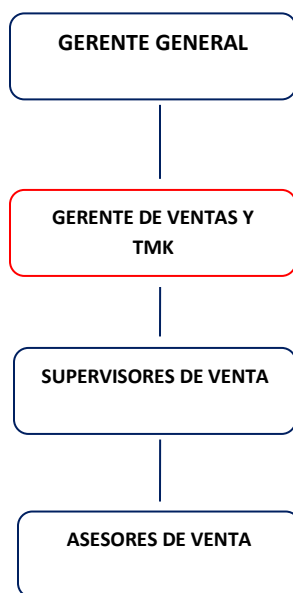 GERENTE GENERAL
GERENTE DE VENTAS Y
TMK
SUPERVISORES DE VENTA
ASESORES DE VENTA